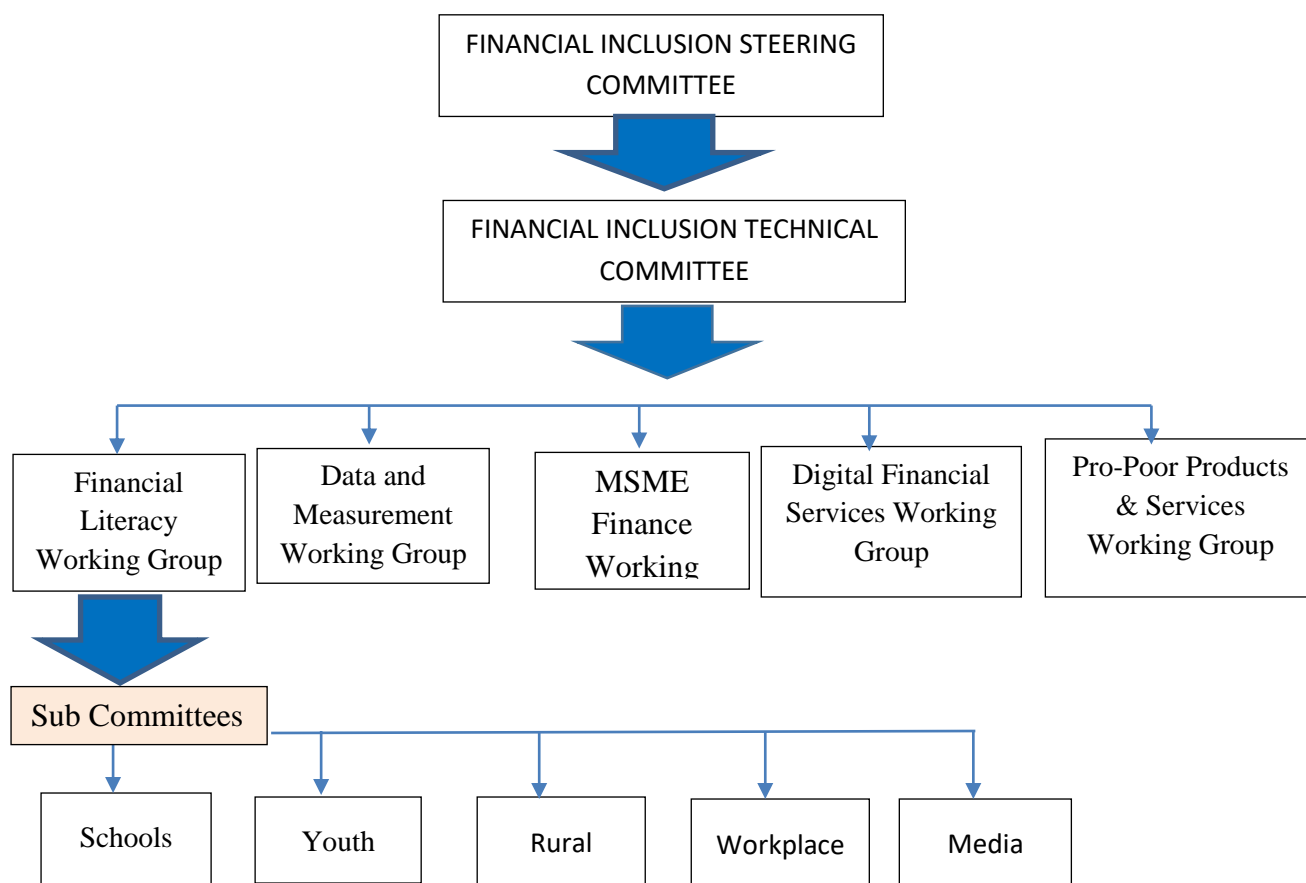 FINANCIAL INCLUSION STEERING
COMMITTEE
FINANCIAL INCLUSION TECHNICAL
COMMITTEE
Financial
Literacy
Working Group
Data and
Measurement
Working Group
MSME
Finance
Working
Digital Financial
Services Working
Group
Pro-Poor Products
& Services
Working Group
Sub Committees
Schools
Youth
Rural
Workplace
Media